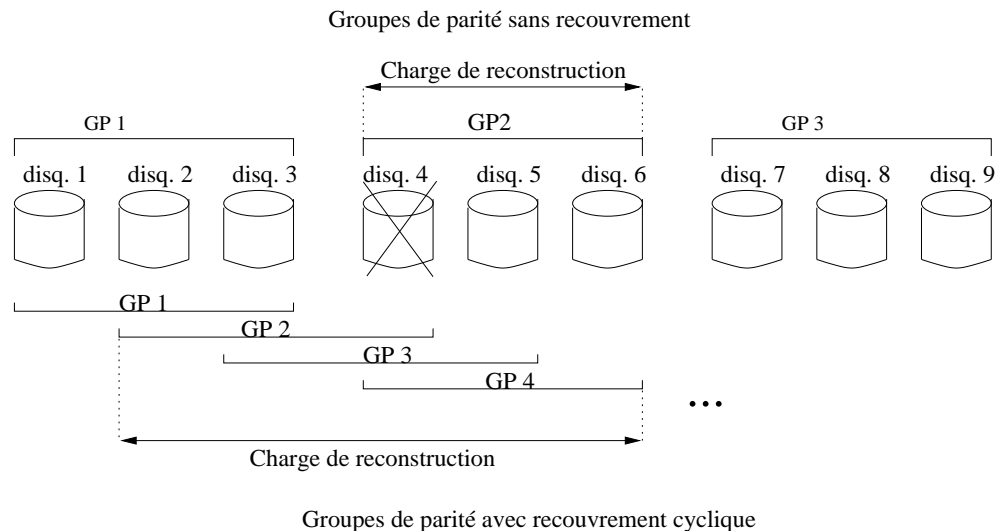 Groupes de parité sans recouvrement
Charge de reconstruction
GP 1 GP2 GP 3
disq. 1 disq. 2 disq. 3 disq. 4 disq. 5 disq. 6 disq. 7 disq. 8 disq. 9
GP 1
GP 2
GP 3
GP 4
...
Charge de reconstruction
Groupes de parité avec recouvrement cyclique